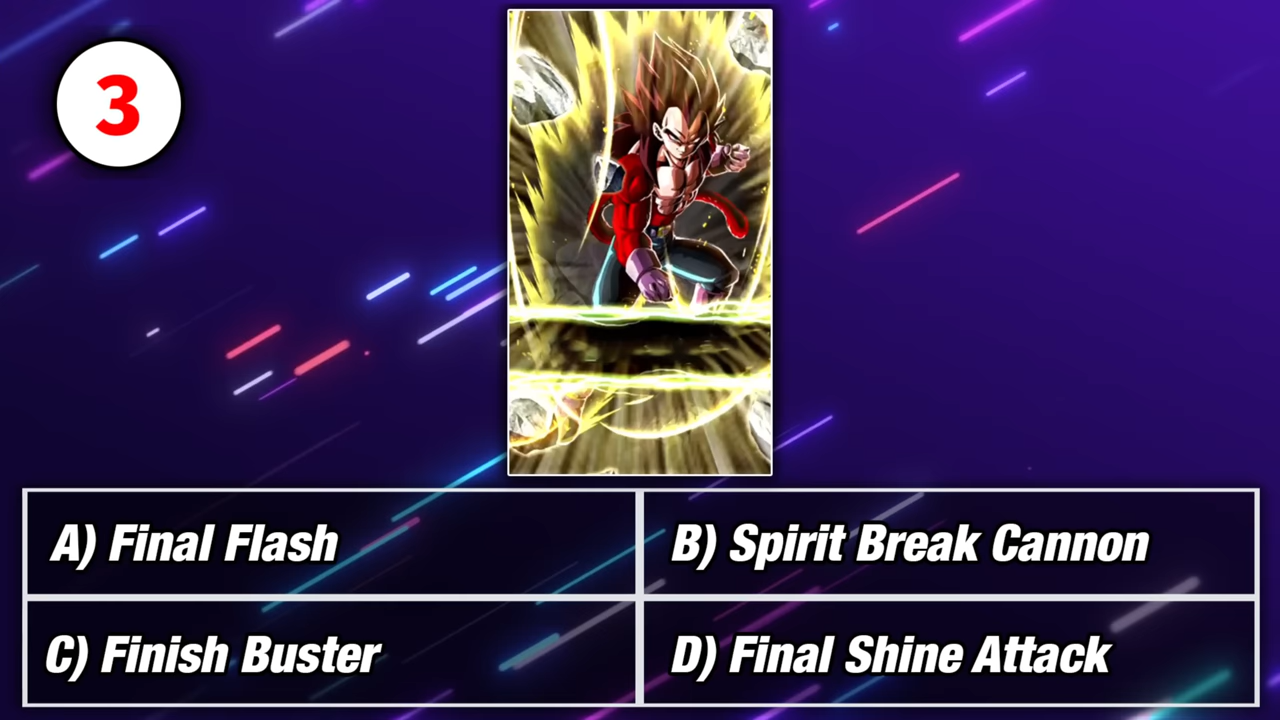 3
A) Final Flash
B) Spirit Break Cannon
C) Finish Buster
D) Final Shine Attack